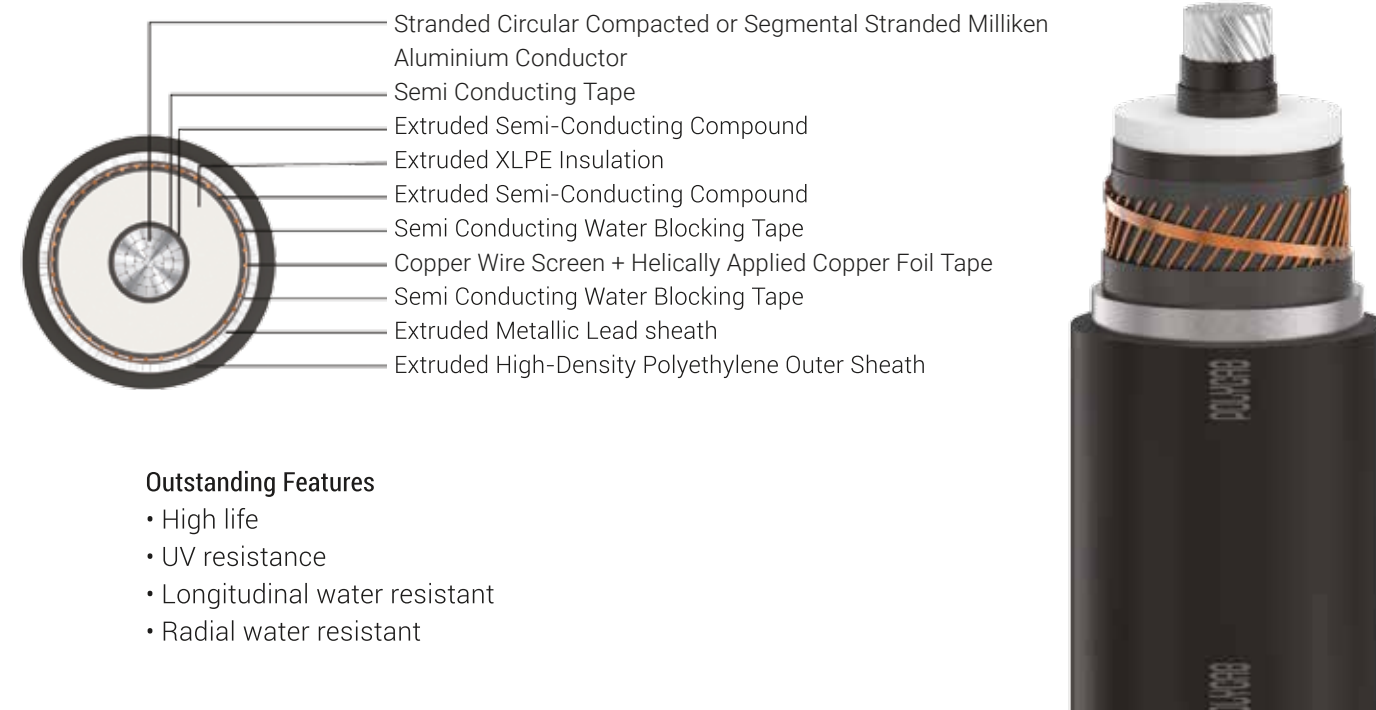 Stranded Circular Compacted or Segmental Stranded Milliken
Aluminium Conductor
Semi Conducting Tape
Extruded Semi-Conducting Compound
Extruded XLPE Insulation
Extruded Semi-Conducting Compound
Semi Conducting Water Blocking Tape
Copper Wire Screen + Helically Applied Copper Foil Tape
Semi Conducting Water Blocking Tape
Extruded Metallic Lead sheath
Extruded High-Density Polyethylene Outer Sheath
Outstanding Features
• High life
• UV resistance
• Longitudinal water resistant
• Radial water resistant
POLYCAB
POLYCAB